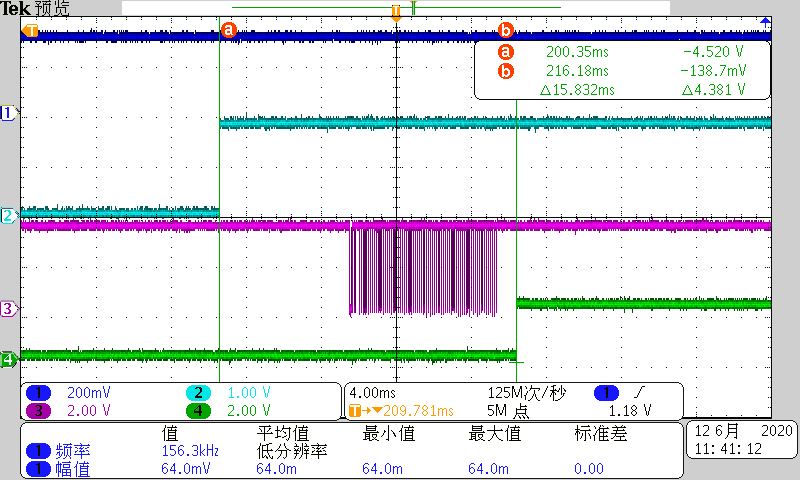 Tek 预览
T
T
a
b
a 200.35ms -4.520 V
b 216.18ms -138.7mV
Δ15.832ms Δ4.381 V
1
2
3
4
1 200mV 2 1.00 V
3 2.00 V 4 2.00 V
4.00ms 125M次/秒 1 1.18 V
T→▼209.781ms 5M 点
值 平均值 最小值 最大值 标准差
1 频率 156.3kHz 低分辨率
1 幅值 64.0mV 64.0m 64.0m 64.0m 0.00
12 6月 2020
11:41:12